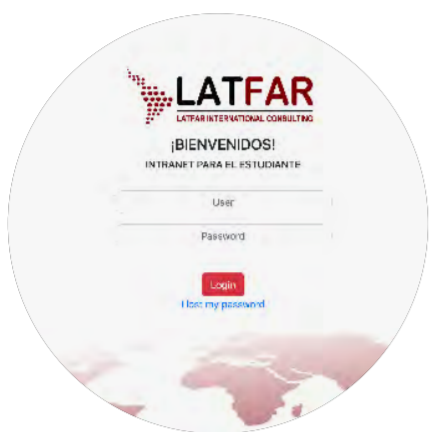 LATFAR
LATFAR INTERNATIONAL CONSULTING
¡BIENVENIDOS!
INTRANET PARA EL ESTUDIANTE
User
Password
Login
I lost my password